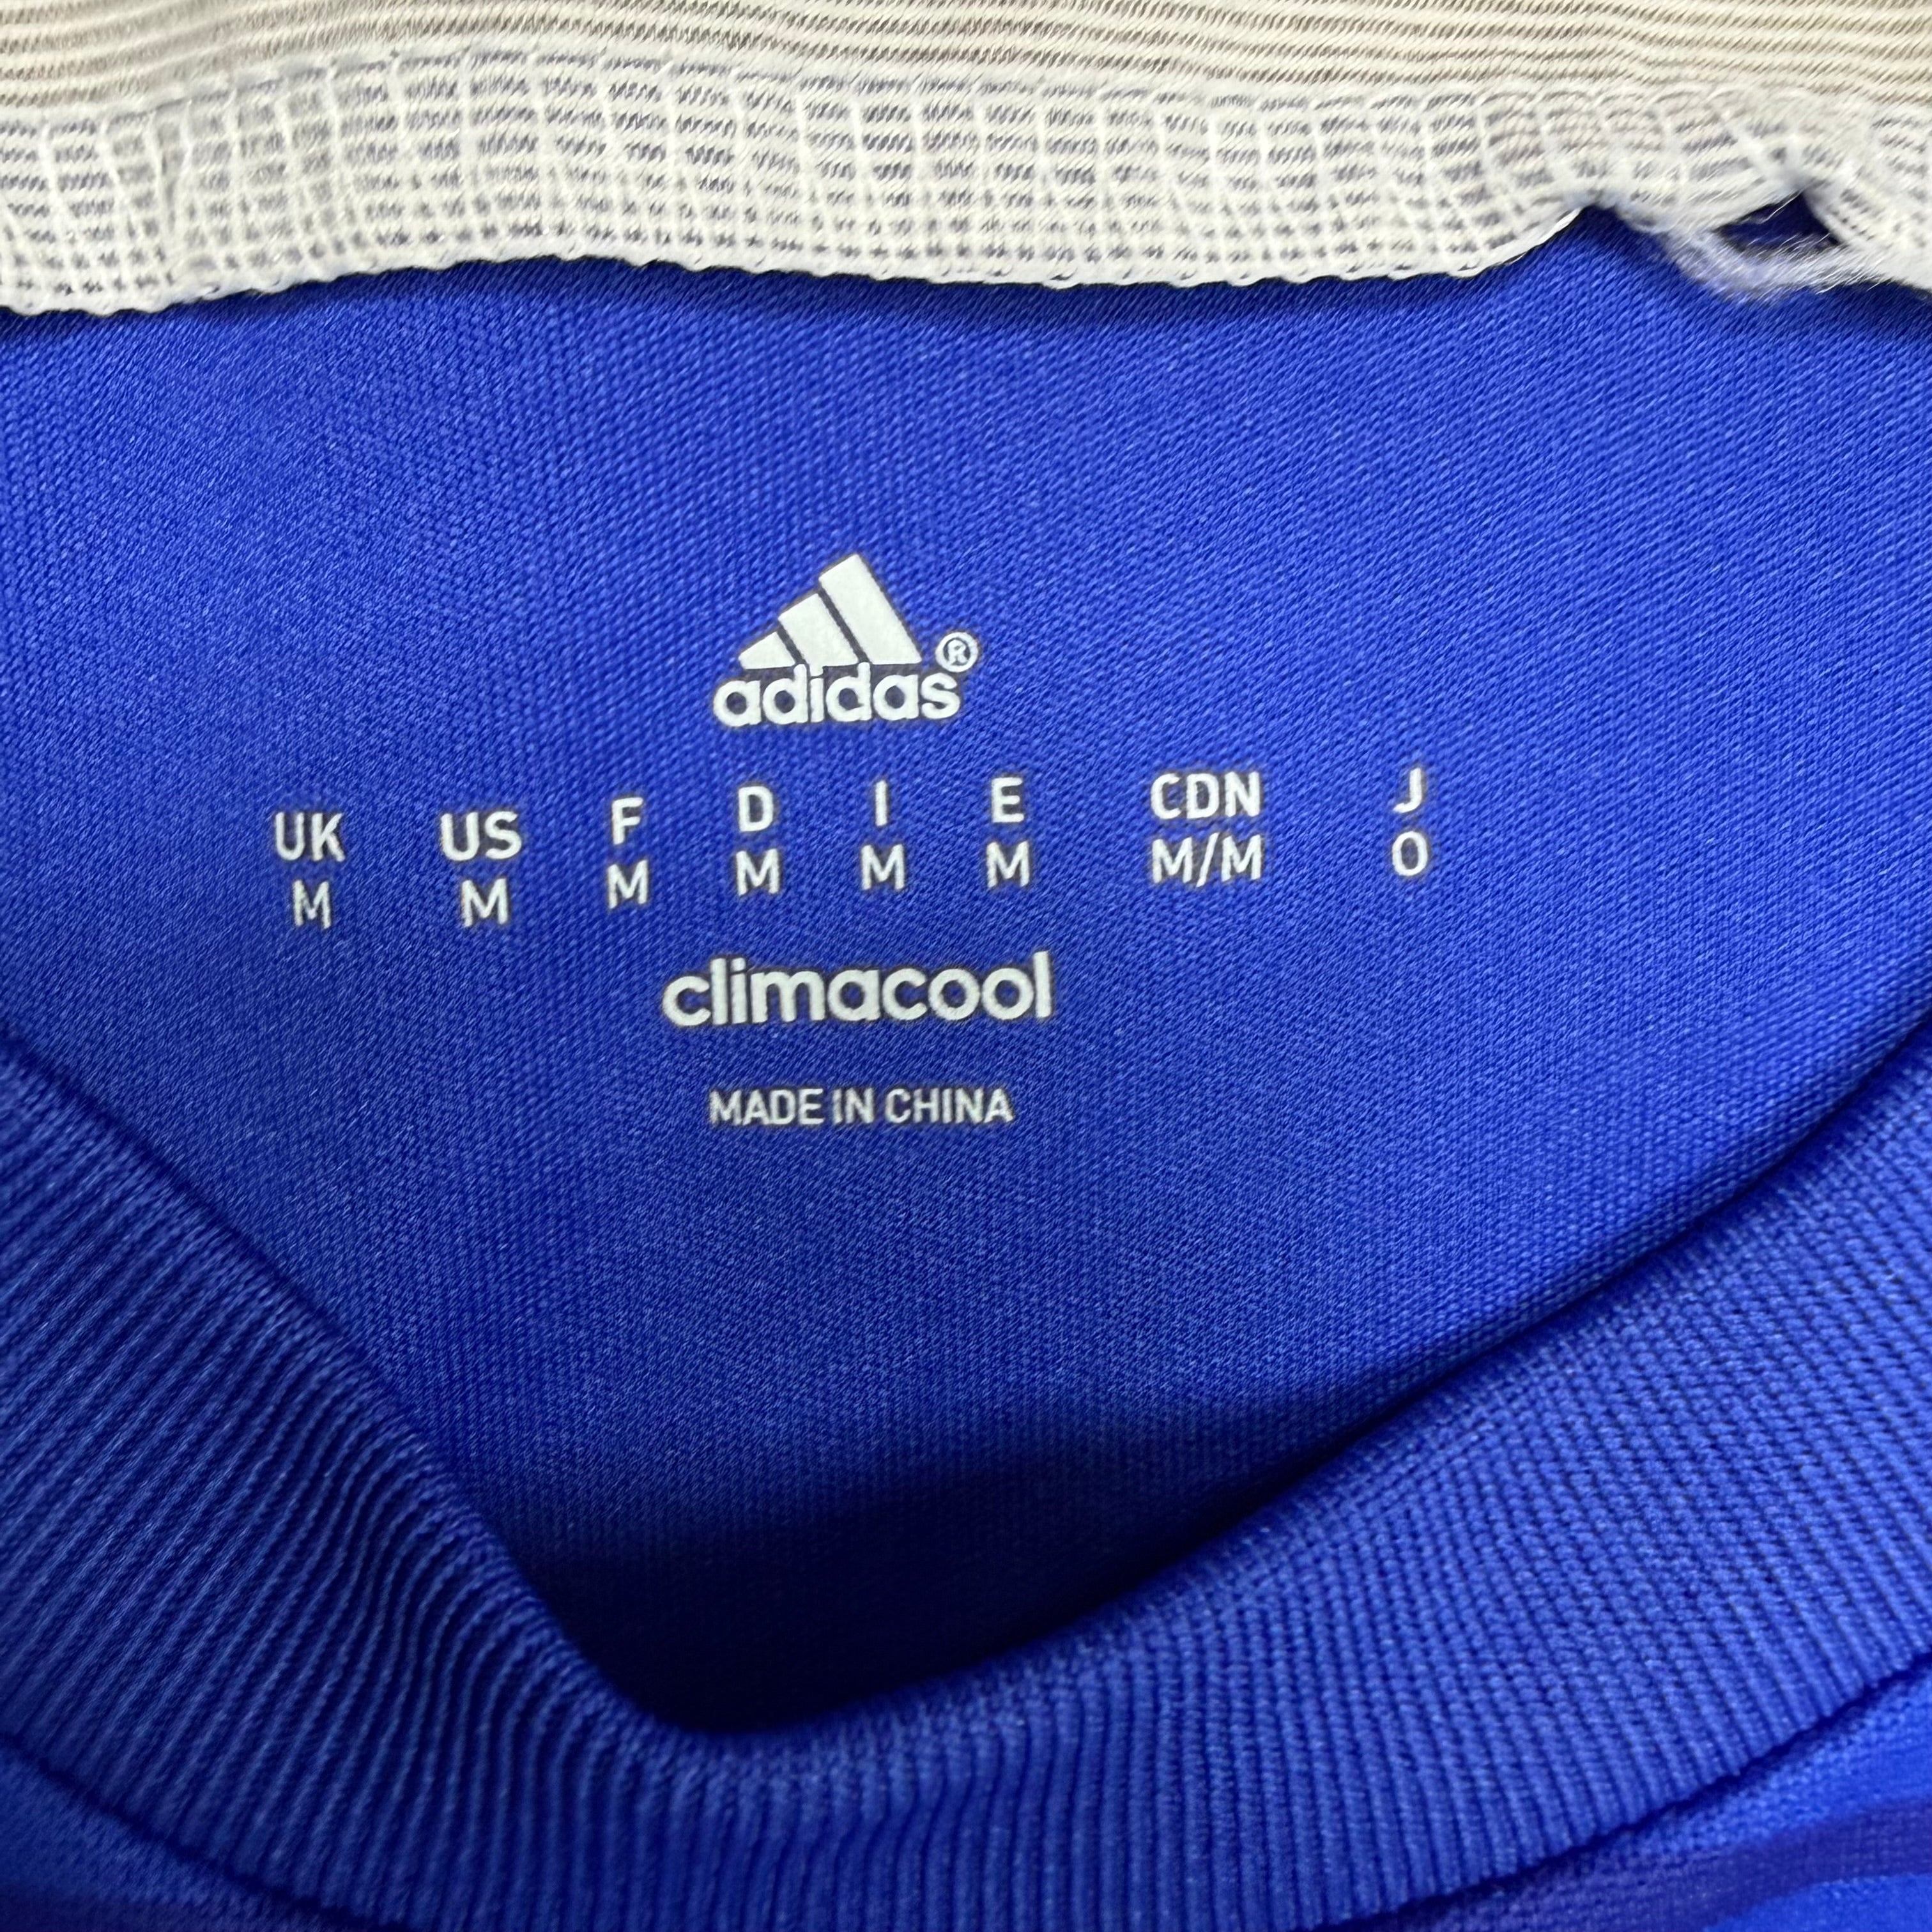 adidas®
UK US F D I E CDN J
M M M M M M M/M O
climacool
MADE IN CHINA